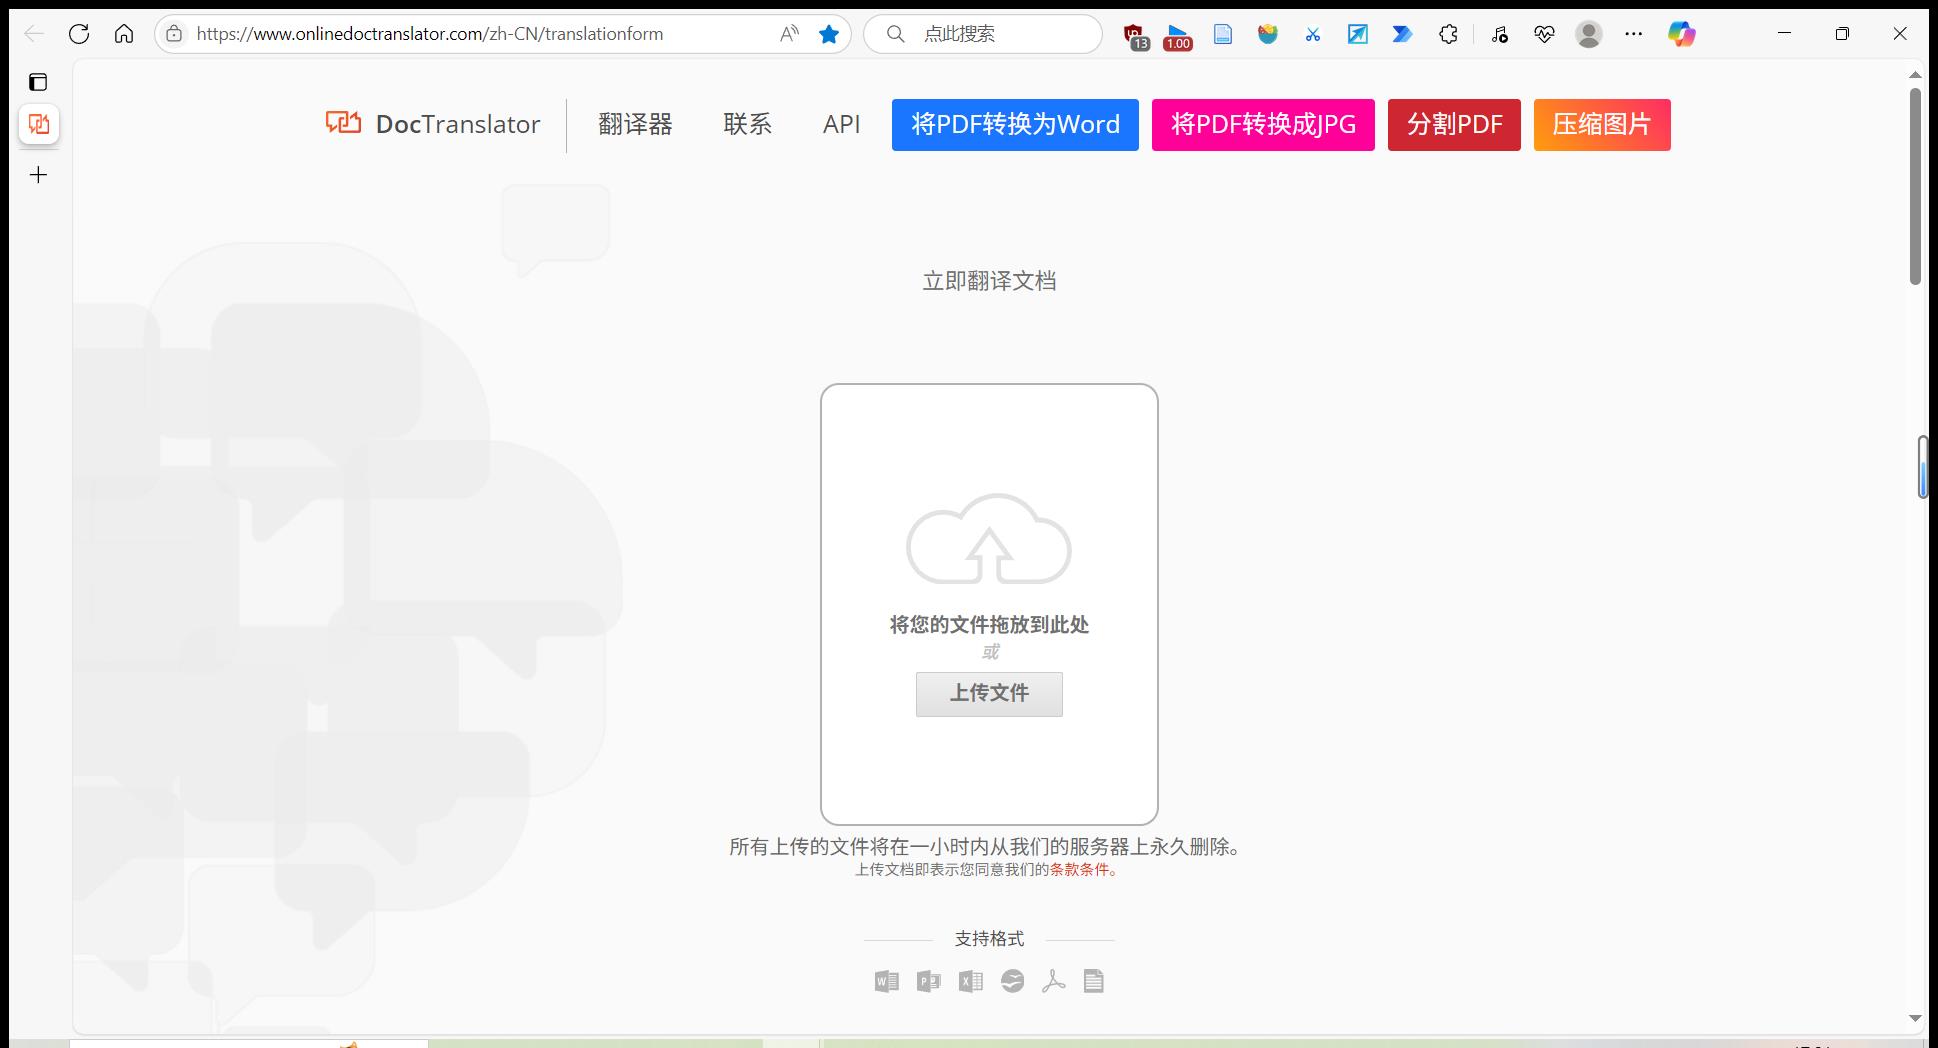 https://www.onlinedoctranslator.com/zh-CN/translationform
点此搜索
13
1.00
DocTranslator
翻译器
联系
API
将PDF转换为Word
将PDF转换成JPG
分割PDF
压缩图片
立即翻译文档
将您的文件拖放到此处
或
上传文件
所有上传的文件将在一小时内从我们的服务器上永久删除。
上传文档即表示您同意我们的条款条件。
支持格式